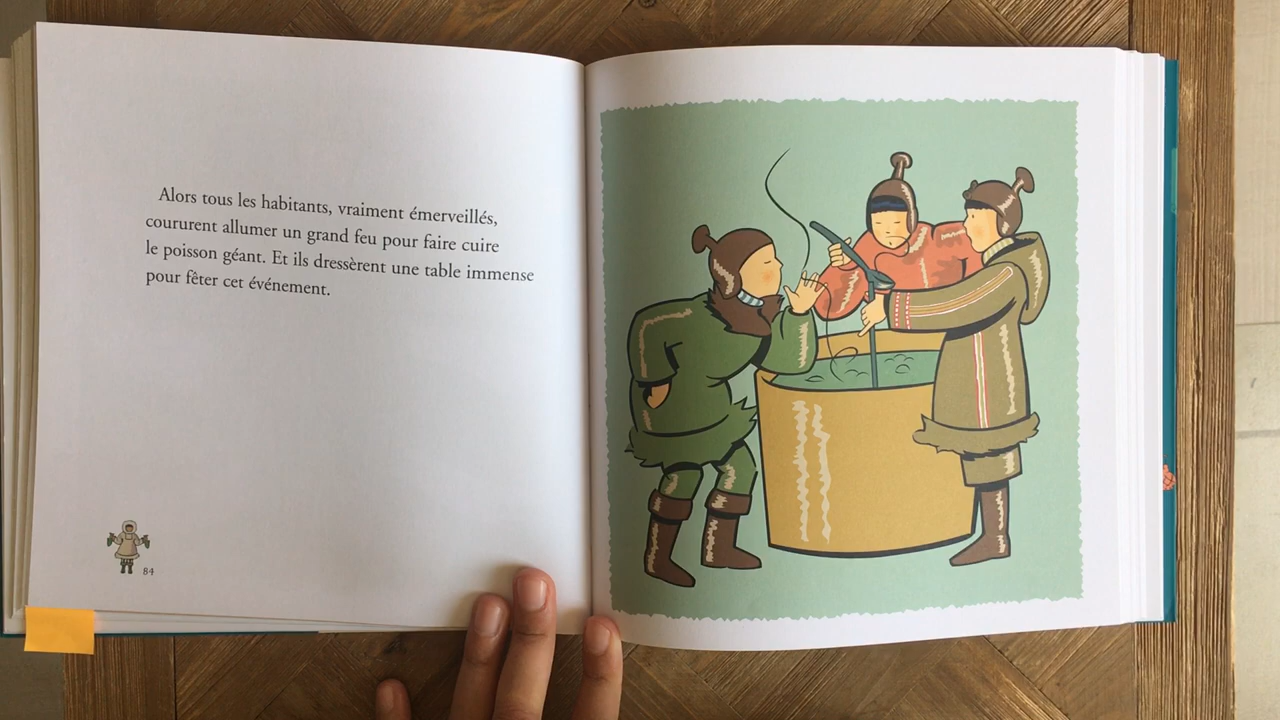 Alors tous les habitants, vraiment émerveillés,
coururent allumer un grand feu pour faire cuire
le poisson géant. Et ils dressèrent une table immense
pour fêter cet événement.
84